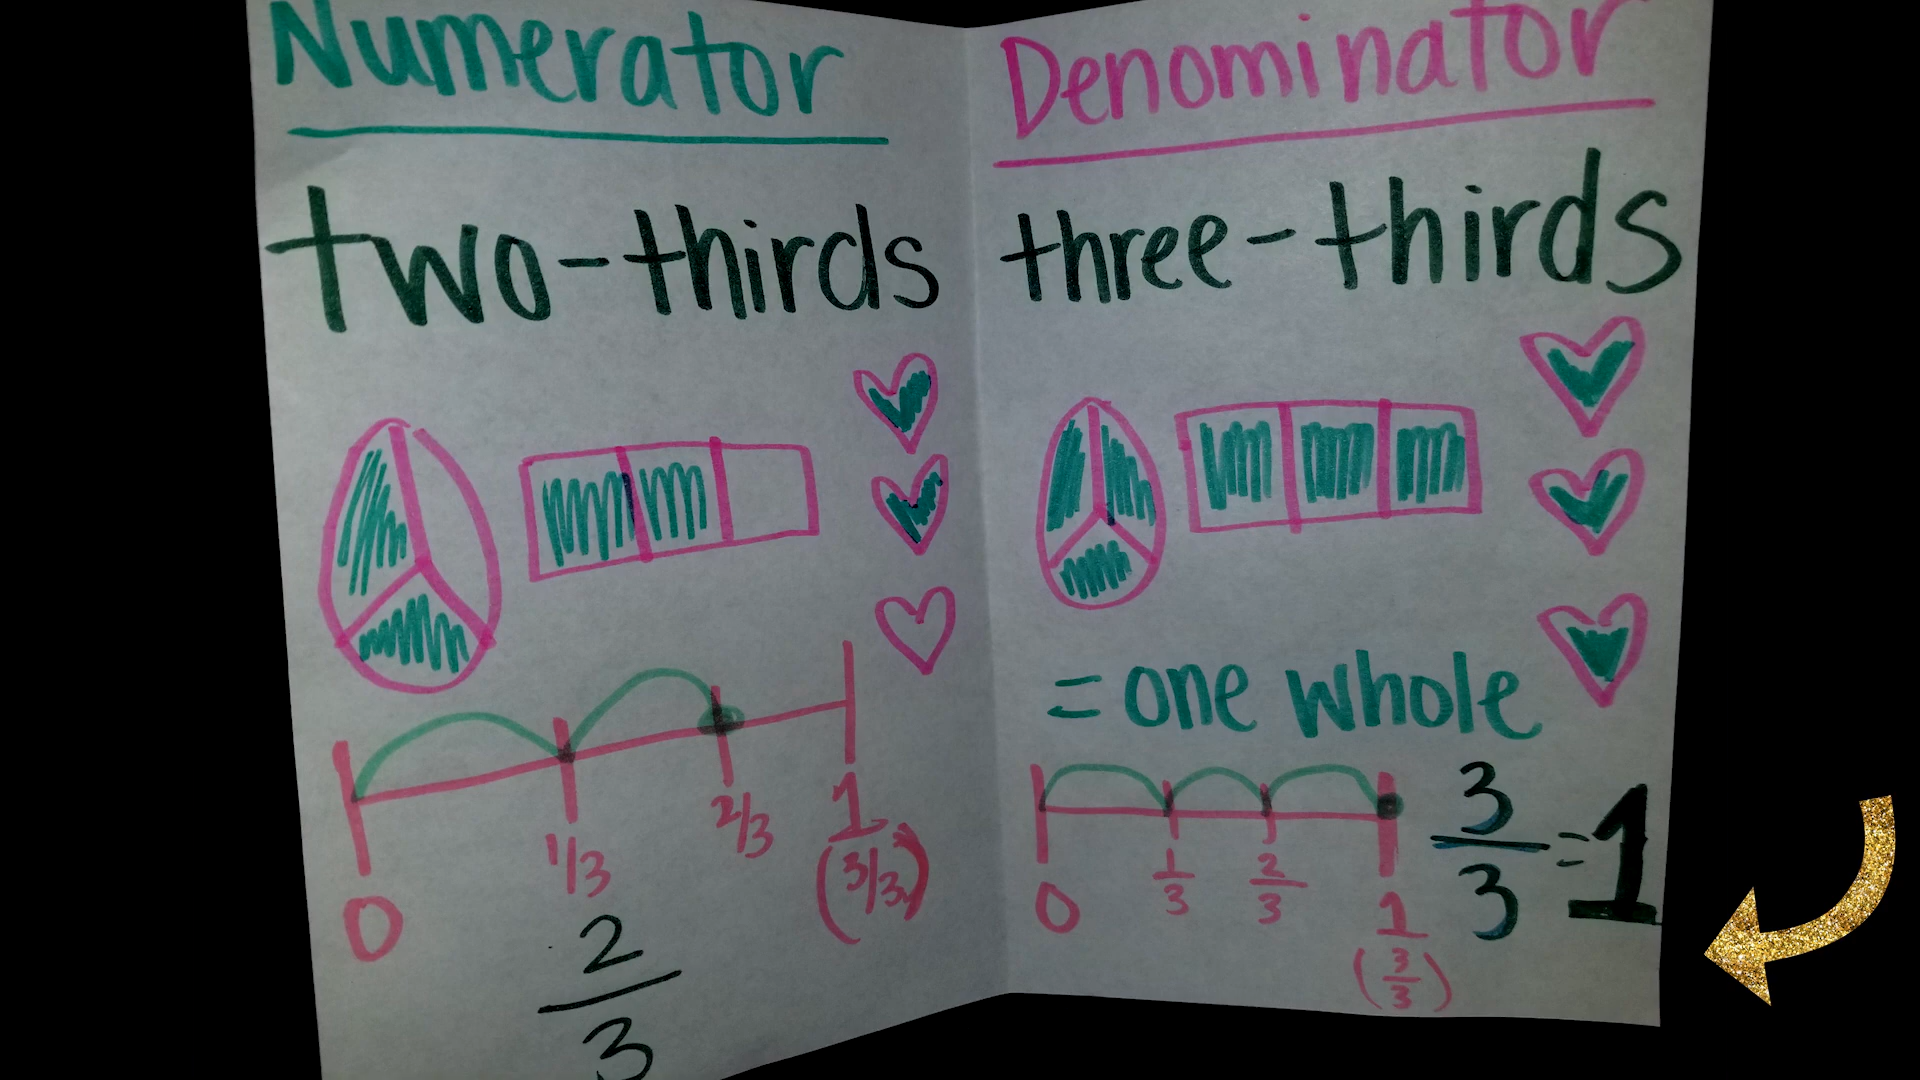 Numerator
two-thirds
0
1/3
2/3
1
(3/3)
2
3
Denominator
three-thirds
= one whole
0
1
3
2
3
1
(3
3)
3
3 = 1